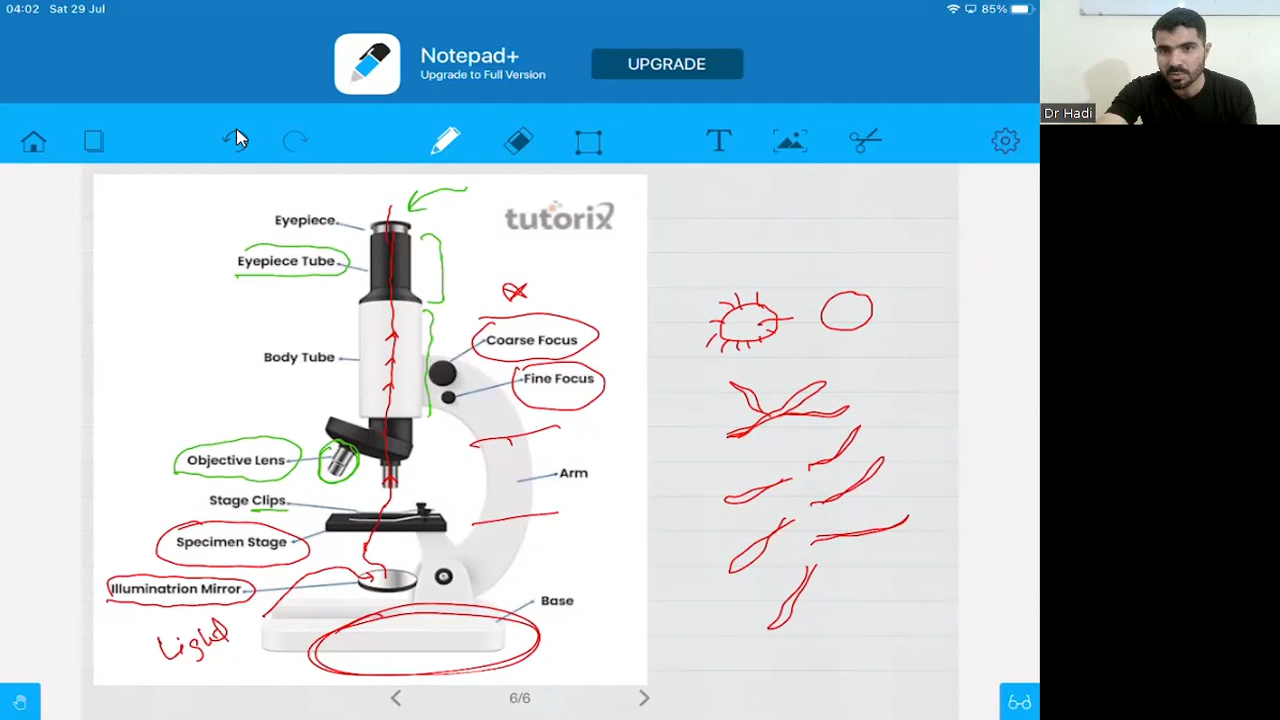 04:02 Sat 29 Jul
85%
Notepad+
Upgrade to Full Version
UPGRADE
Dr Hadi
T
tutorix
Eyepiece
Eyepiece Tube
Coarse Focus
Body Tube
Fine Focus
Objective Lens
Arm
Stage Clips
Specimen Stage
Illuminatrion Mirror
Base
Light
6/6